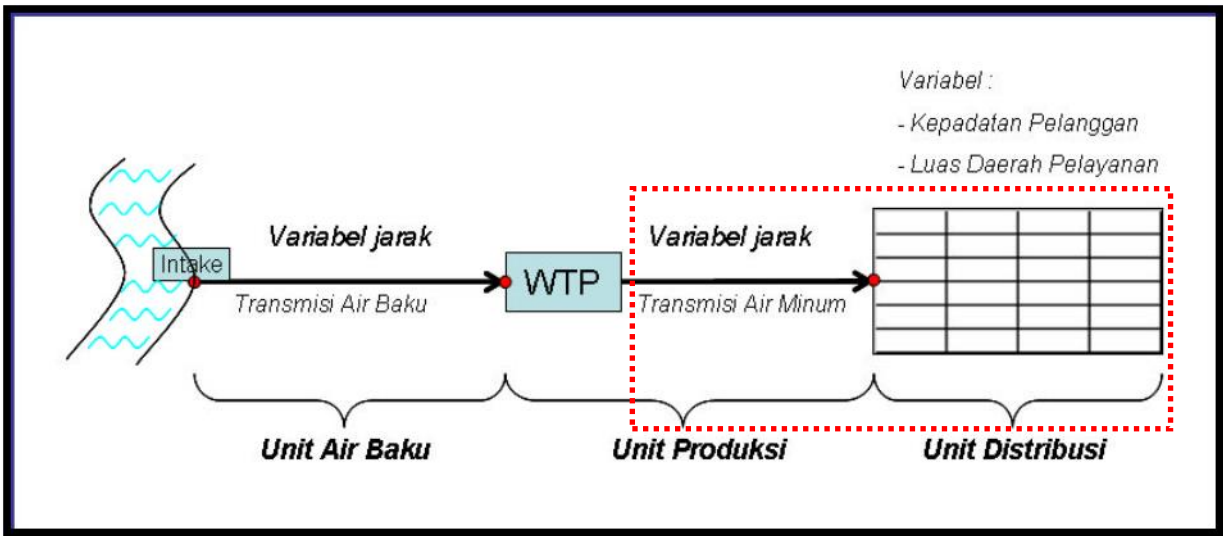 Variabel :
- Kepadatan Pelanggan
- Luas Daerah Pelayanan
Variabel jarak
Variabel jarak
Intake
WTP
Transmisi Air Baku
Transmisi Air Minum
Unit Air Baku
Unit Produksi
Unit Distribusi